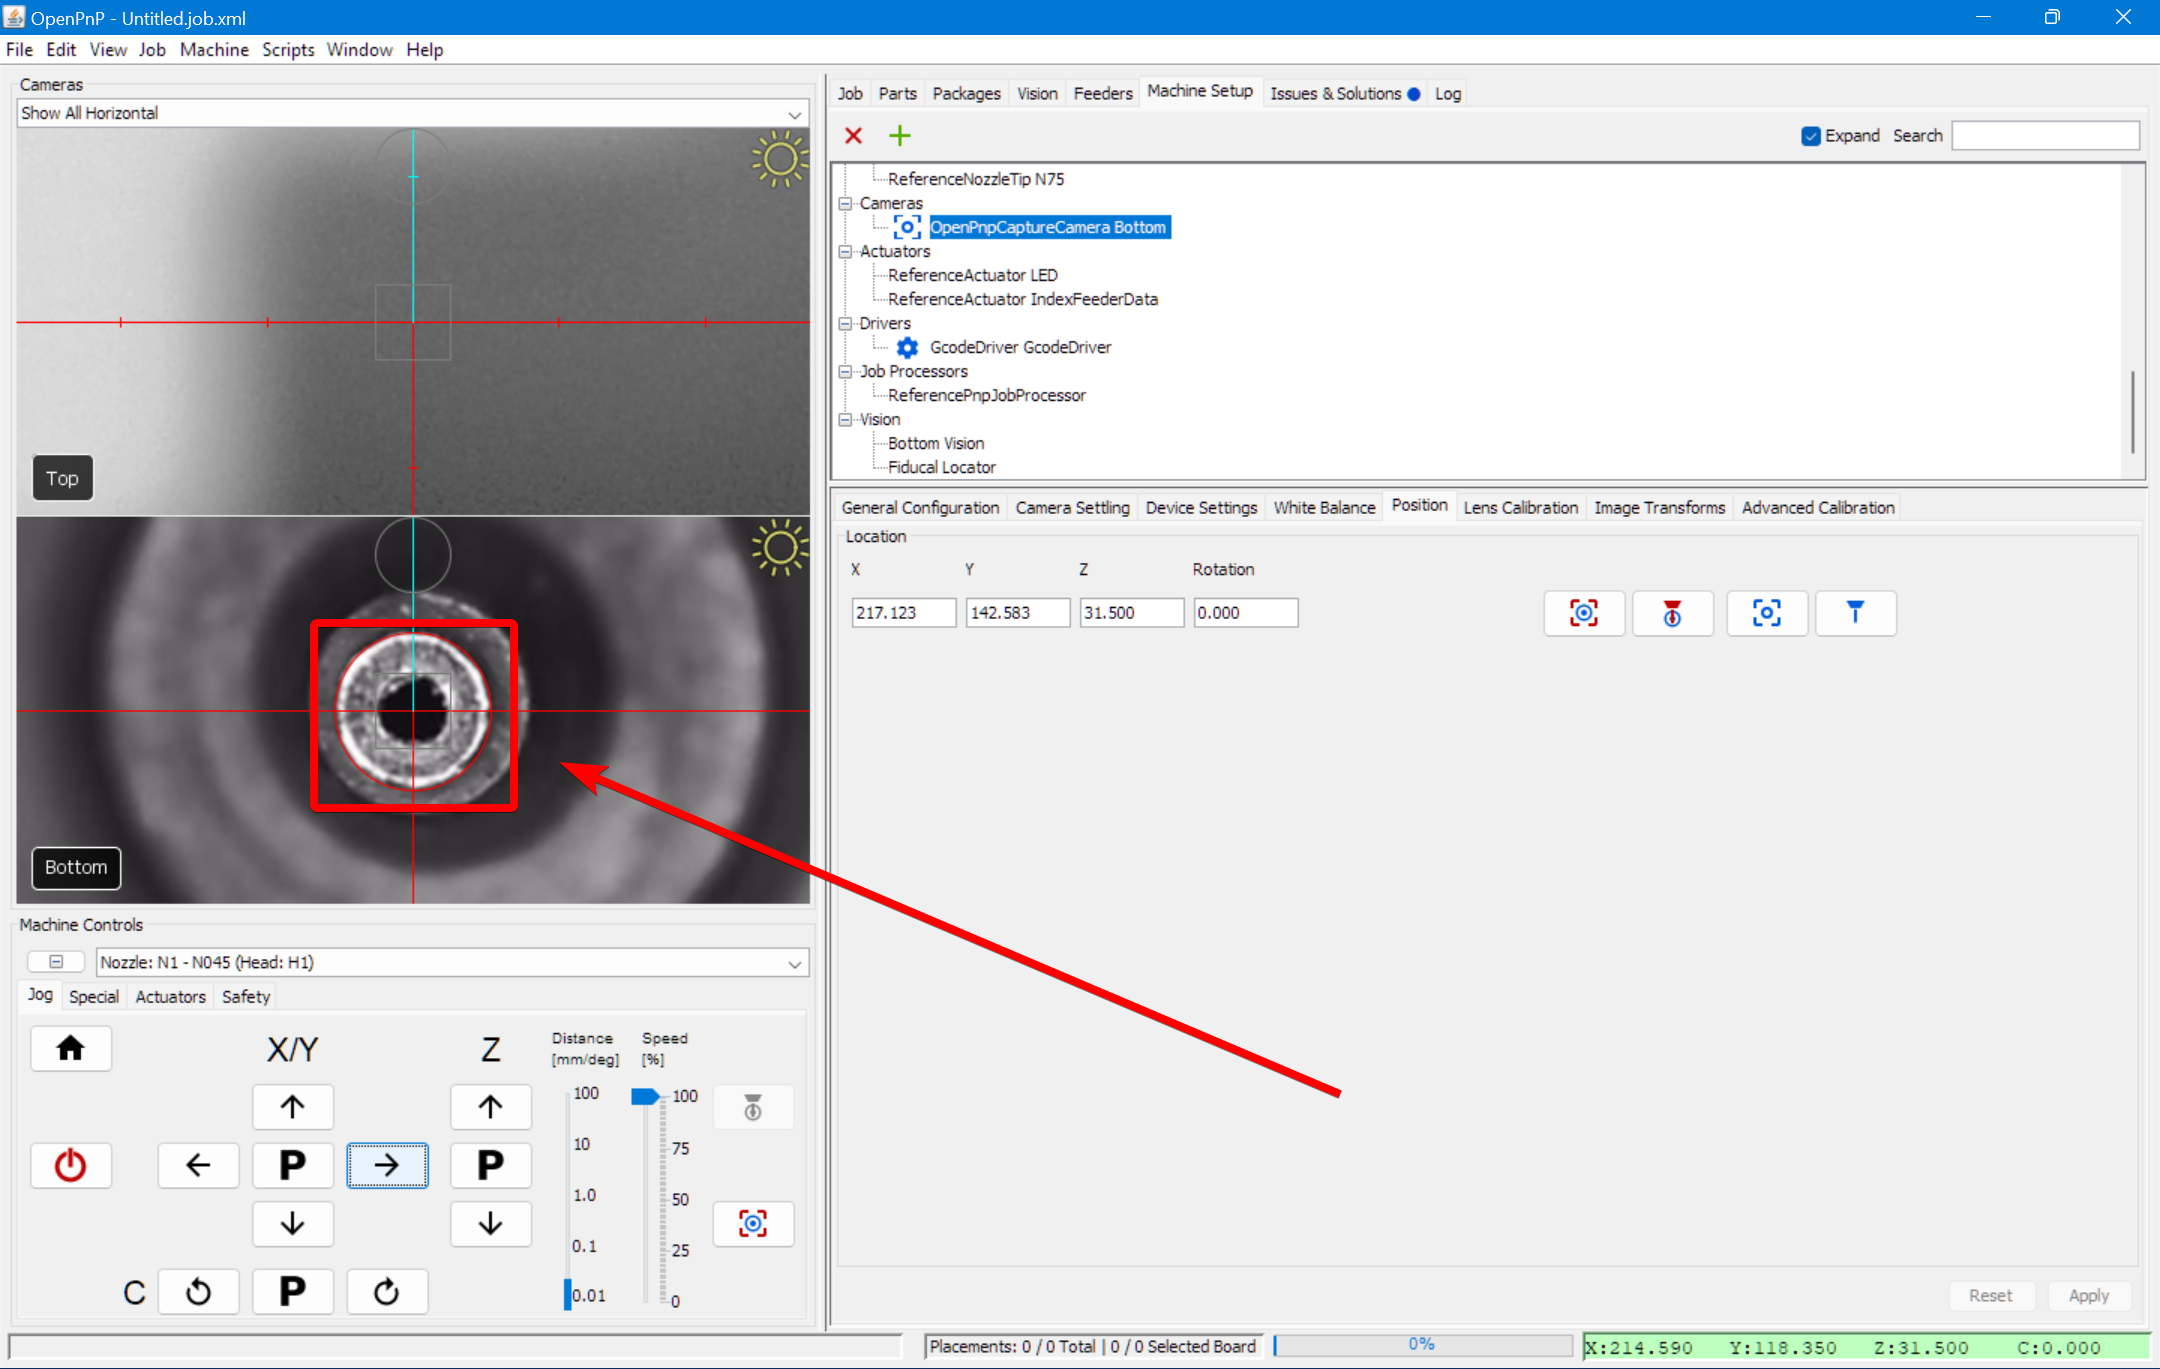 OpenPnP - Untitled.job.xml
File Edit View Job Machine Scripts Window Help
Cameras
Show All Horizontal
Top
Bottom
Machine Controls
Nozzle: N1 - N045 (Head: H1)
Jog Special Actuators Safety
X/Y Z
Distance [mm/deg]
Speed [%]
100
10
1.0
0.1
0.01
100
75
50
25
0
P P
C P
Job Parts Packages Vision Feeders Machine Setup Issues & Solutions Log
Expand Search
ReferenceNozzleTip N75
Cameras
OpenPnpCaptureCamera Bottom
Actuators
ReferenceActuator LED
ReferenceActuator IndexFeederData
Drivers
GcodeDriver GcodeDriver
Job Processors
ReferencePnpJobProcessor
Vision
Bottom Vision
Fiducal Locator
General Configuration Camera Settling Device Settings White Balance Position Lens Calibration Image Transforms Advanced Calibration
Location
X Y Z Rotation
217.123 142.583 31.500 0.000
Reset Apply
Placements: 0 / 0 Total | 0 / 0 Selected Board 0% X:214.590 Y:118.350 Z:31.500 C:0.000